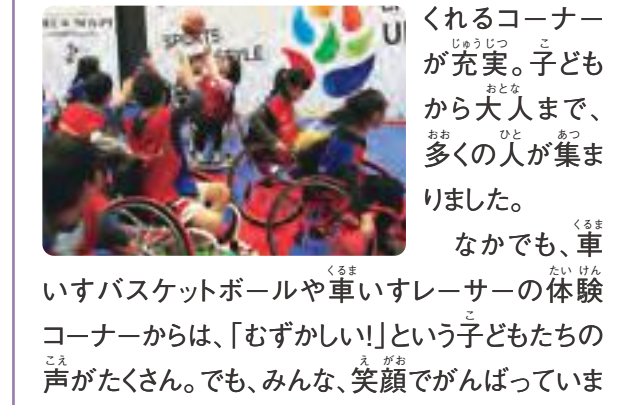 SPORTS
STYLE
くれるコーナー
が充実。子ども
から大人まで、
多くの人が集ま
りました。
なかでも、車
いすバスケットボールや車いすレーサーの体験
コーナーからは、「むずかしい!」という子どもたちの
声がたくさん。でも、みんな、笑顔でがんばっていま